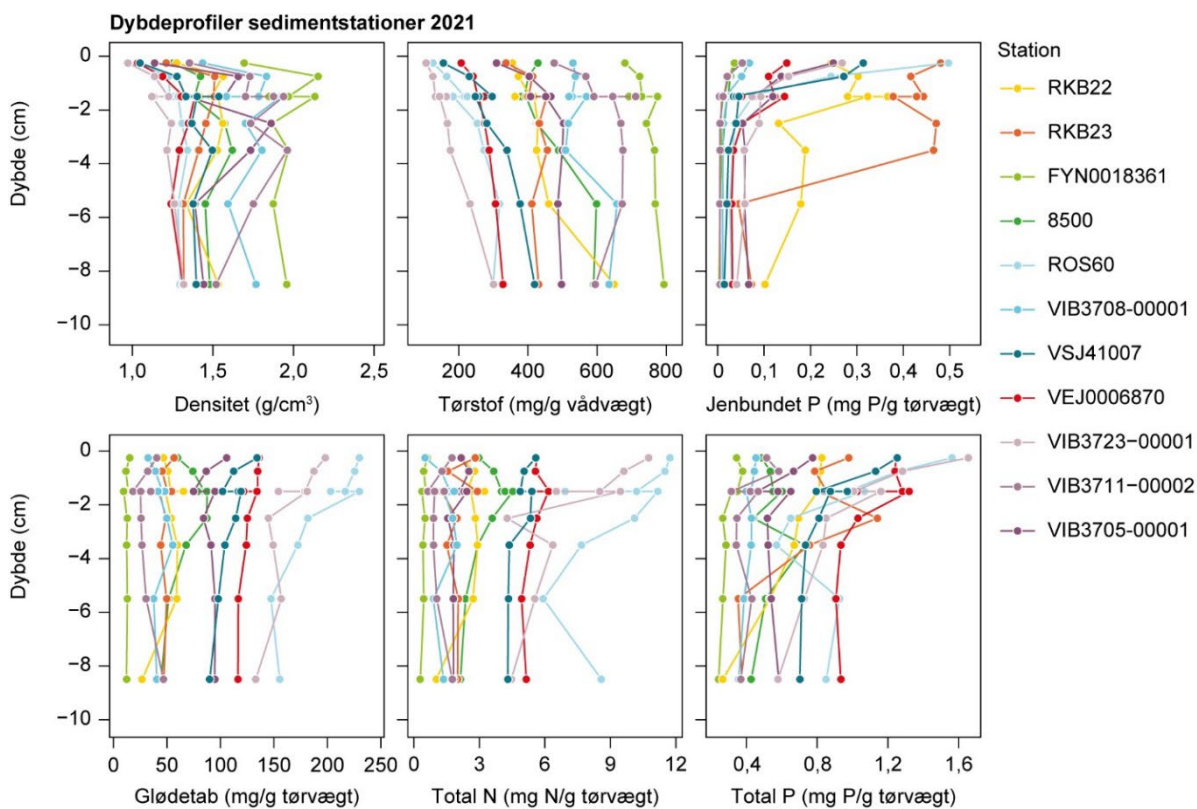 Dybdeprofiler sedimentstationer 2021
Dybde (cm)
0
−2
−4
−6
−8
−10
1,0 1,5 2,0 2,5
Densitet (g/cm³)
200 400 600 800
Tørstof (mg/g vådvægt)
0 0,1 0,2 0,3 0,4 0,5
Jenbundet P (mg P/g tørvægt)
Dybde (cm)
0
−2
−4
−6
−8
−10
0 50 100 150 200 250
Glødetab (mg/g tørvægt)
0 3 6 9 12
Total N (mg N/g tørvægt)
0,4 0,8 1,2 1,6
Total P (mg P/g tørvægt)
Station
RKB22
RKB23
FYN0018361
8500
ROS60
VIB3708-00001
VSJ41007
VEJ0006870
VIB3723−00001
VIB3711−00002
VIB3705-00001